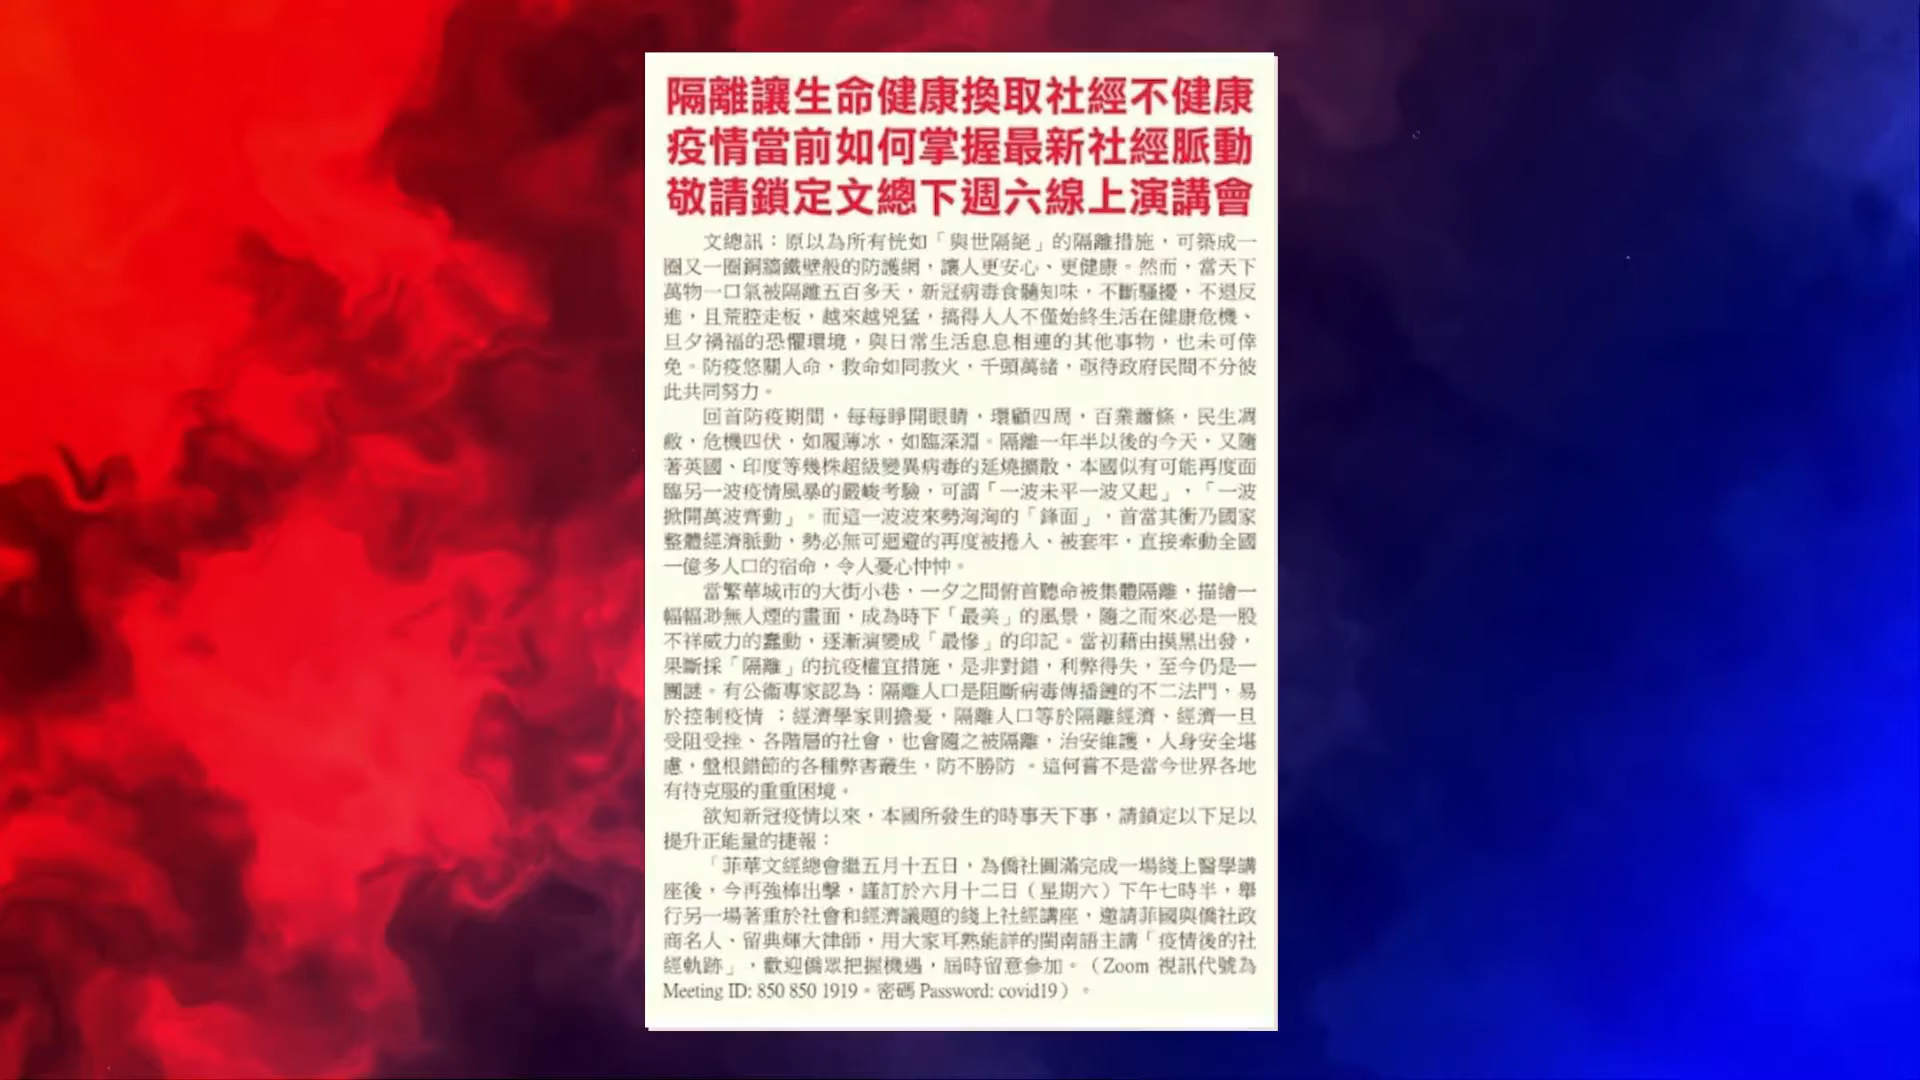 隔離讓生命健康換取社經不健康
疫情當前如何掌握最新社經脈動
敬請鎖定文總下週六線上演講會
文總訊：原以為所有恍如「與世隔絕」的隔離措施，可築成一
圈又一圈銅牆鐵壁般的防護網，讓人更安心、更健康。然而，當天下
萬物一口氣被隔離五百多天，新冠病毒食髓知味，不斷騷擾，不退反
進，且荒腔走板，越來越兇猛，搞得人人不僅始終生活在健康危機、
旦夕禍福的恐懼環境，與日常生活息息相連的其他事物，也未可倖
免。防疫悠關人命，救命如同救火，千頭萬緒，亟待政府民間不分彼
此共同努力。
回首防疫期間，每每睜開眼睛，環顧四周，百業蕭條，民生凋
敝，危機四伏，如履薄冰，如臨深淵。隔離一年半以後的今天，又隨
著英國、印度等幾株超級變異病毒的延燒擴散，本國似有可能再度面
臨另一波疫情風暴的嚴峻考驗，可謂「一波未平一波又起」，「一波
掀開萬波齊動」。而這一波波來勢洶洶的「鋒面」，首當其衝乃國家
整體經濟脈動，勢必無可迴避的再度被捲入、被套牢，直接牽動全國
一億多人口的宿命，令人憂心忡忡。
當繁華城市的大街小巷，一夕之間俯首聽命被集體隔離，描繪一
幅幅渺無人煙的畫面，成為時下「最美」的風景，隨之而來必是一股
不祥威力的蠢動，逐漸演變成「最慘」的印記。當初藉由摸黑出發，
果斷採「隔離」的抗疫權宜措施，是非對錯，利弊得失，至今仍是一
團謎。有公衛專家認為：隔離人口是阻斷病毒傳播鏈的不二法門，易
於控制疫情；經濟學家則擔憂，隔離人口等於隔離經濟、經濟一旦
受阻受挫、各階層的社會，也會隨之被隔離，治安維護，人身安全堪
慮，盤根錯節的各種弊害叢生，防不勝防 。這何嘗不是當今世界各地
有待克服的重重困境。
欲知新冠疫情以來，本國所發生的時事天下事，請鎖定以下足以
提升正能量的捷報：
「菲華文經總會繼五月十五日，為僑社圓滿完成一場綫上醫學講
座後，今再強棒出擊，謹訂於六月十二日（星期六）下午七時半，舉
行另一場著重於社會和經濟議題的綫上社經講座，邀請菲國與僑社政
商名人、留典輝大律師，用大家耳熟能詳的閩南語主講「疫情後的社
經軌跡」，歡迎僑眾把握機遇，屆時留意參加。（Zoom 視訊代號為
Meeting ID: 850 850 1919。密碼 Password: covid19）。